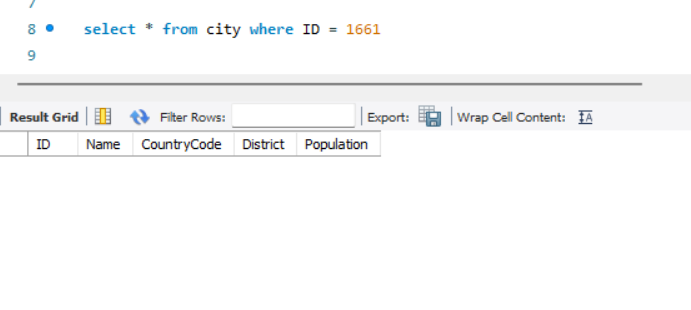 7
8 select * from city where ID = 1661
9
Result Grid Filter Rows: Export: Wrap Cell Content: IA
ID Name CountryCode District Population